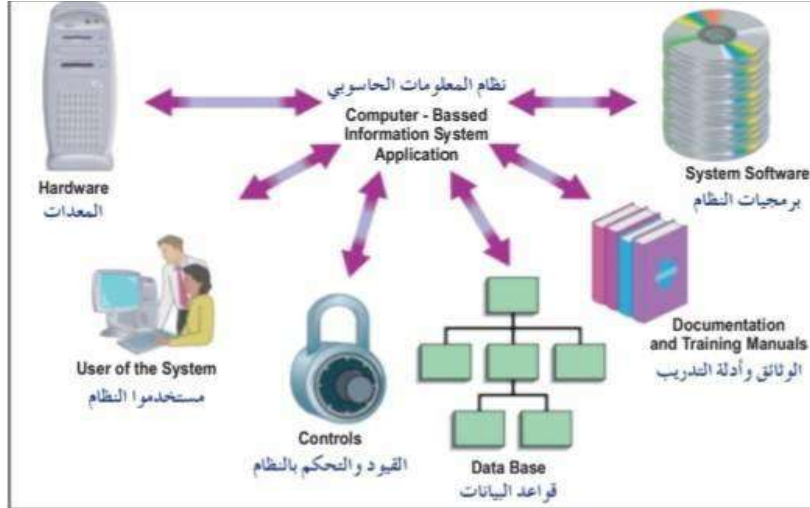 نظام المعلومات الحاسوبي
Computer - Bassed
Information System
Application
Hardware
المعدات
System Software
برمجيات النظام
User of the System
مستخدموا النظام
Controls
القيود والتحكم بالنظام
Data Base
قواعد البيانات
Documentation
and Training Manuals
الوثائق وأدلة التدريب